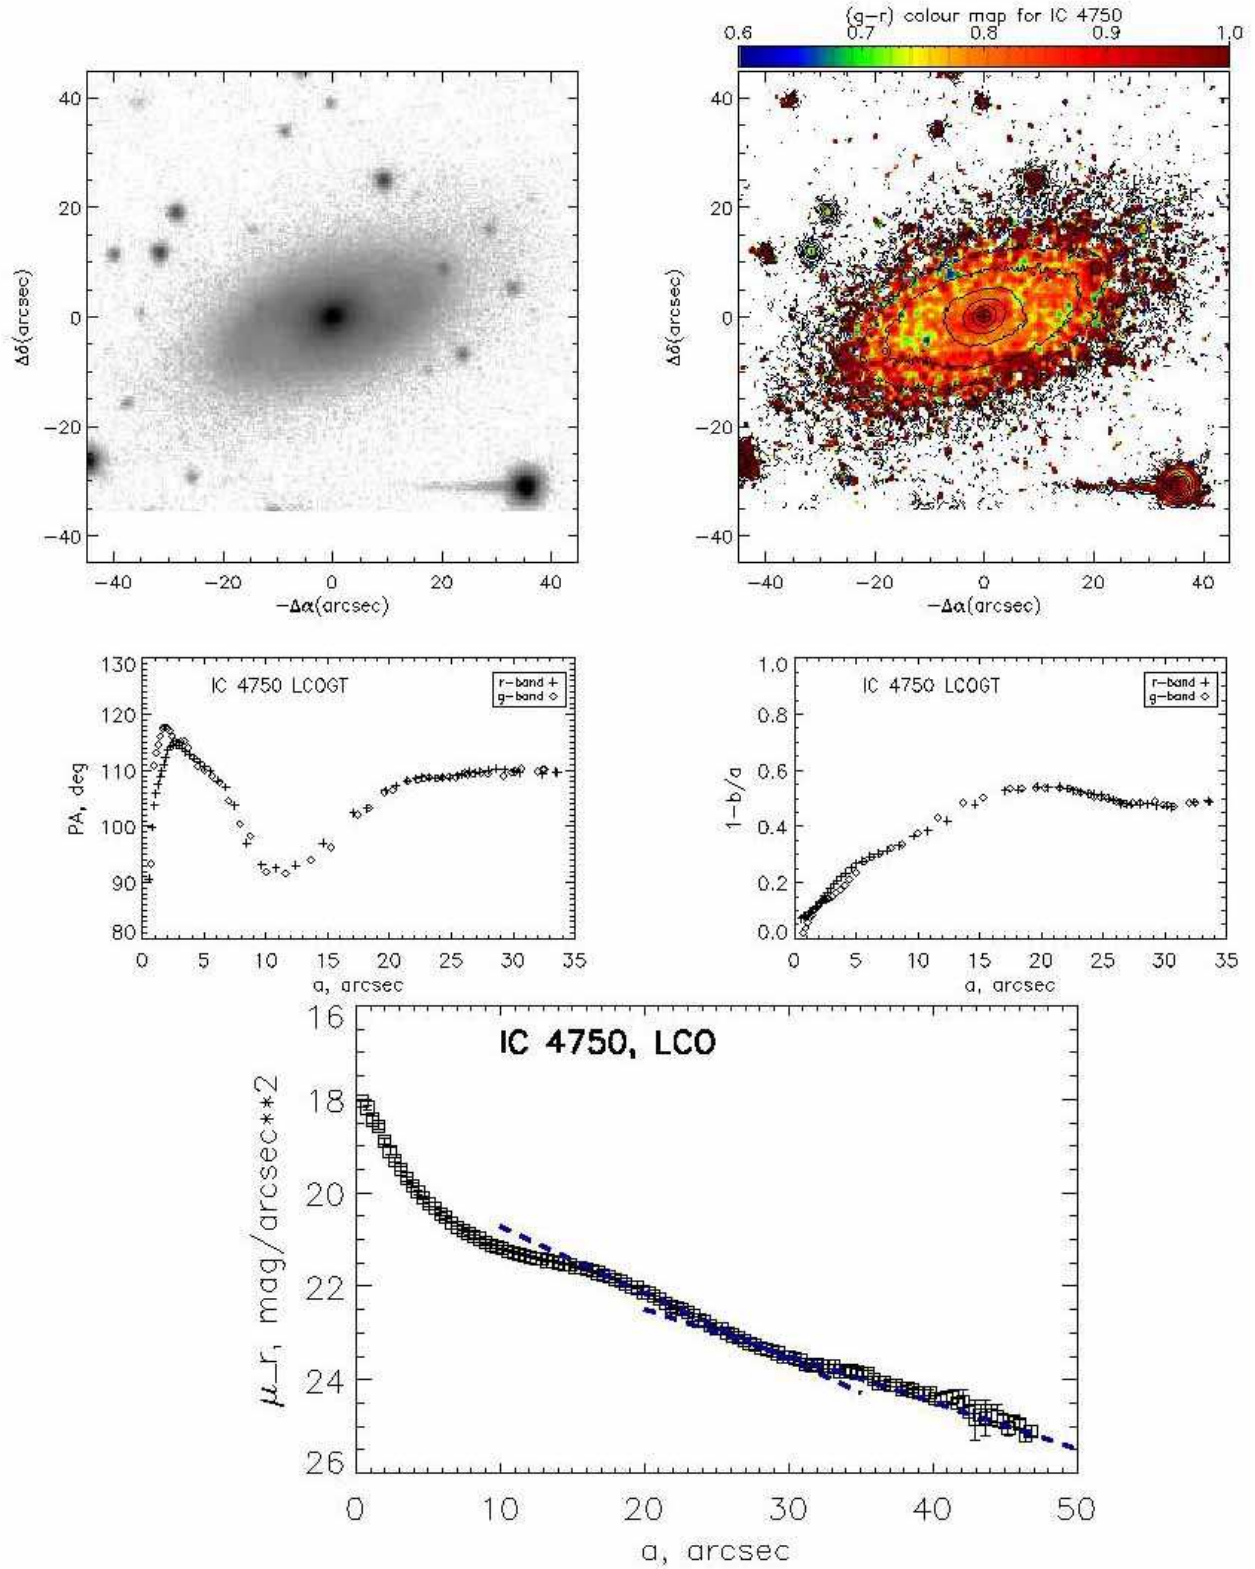 (g-r) colour map for IC 4750
0.6 0.7 0.8 0.9 1.0
40
20
0
-20
-40
Δδ(arcsec)
-40 -20 0 20 40
-Δα(arcsec)
40
20
0
-20
-40
Δδ(arcsec)
-40 -20 0 20 40
-Δα(arcsec)
130
120
110
100
90
80
PA, deg
IC 4750 LCOGT
r-band +
g-band ◇
0 5 10 15 20 25 30 35
a, arcsec
1.0
0.8
0.6
0.4
0.2
0.0
1-b/a
IC 4750 LCOGT
r-band +
g-band ◇
0 5 10 15 20 25 30 35
a, arcsec
16
18
20
22
24
26
μ_r, mag/arcsec**2
IC 4750, LCO
0 10 20 30 40 50
a, arcsec